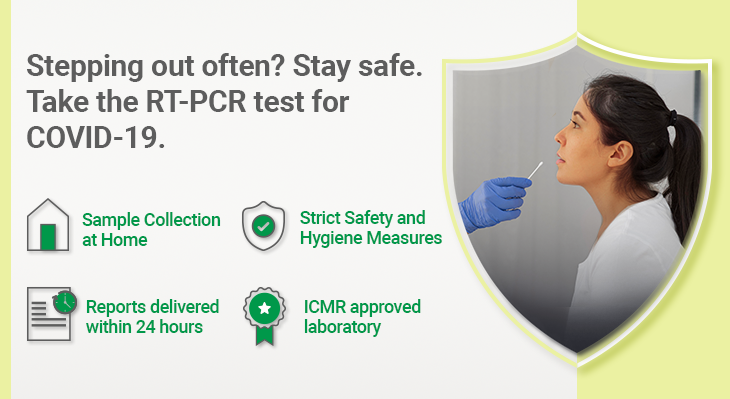 Stepping out often? Stay safe.
Take the RT-PCR test for
COVID-19.
Sample Collection
at Home
Strict Safety and
Hygiene Measures
Reports delivered
within 24 hours
ICMR approved
laboratory